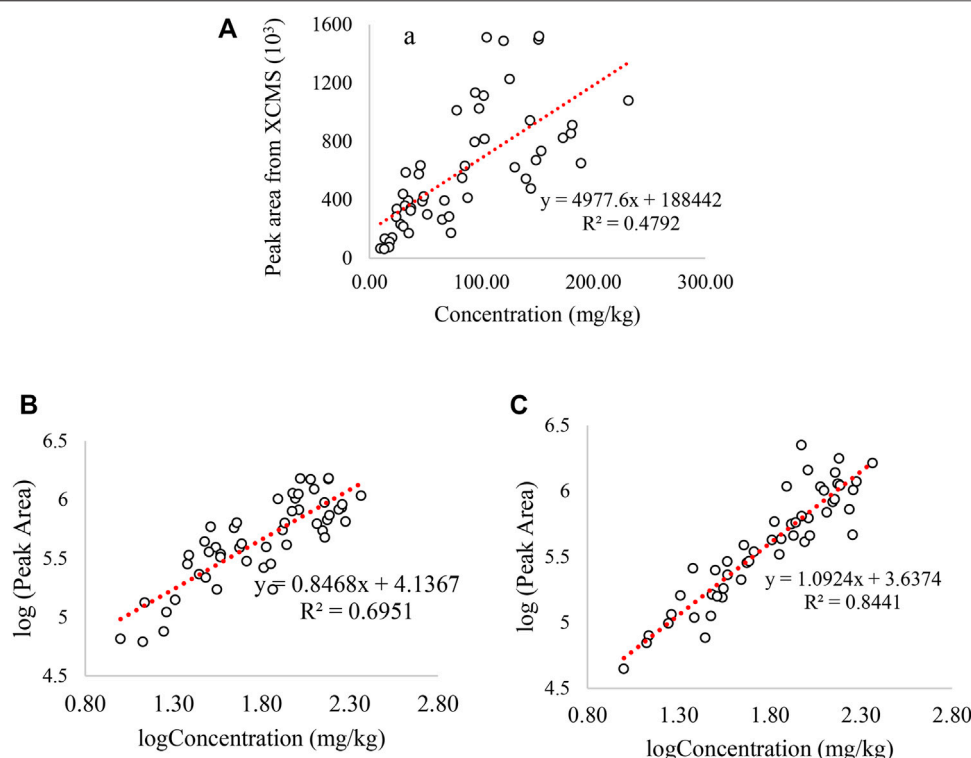 A
a
Peak area from XCMS (10³)
1600
1200
800
400
0
y = 4977.6x + 188442
R² = 0.4792
0.00 100.00 200.00 300.00
Concentration (mg/kg)
B
log (Peak Area)
6.5
6
5.5
5
4.5
y = 0.8468x + 4.1367
R² = 0.6951
0.80 1.30 1.80 2.30 2.80
logConcentration (mg/kg)
C
log (Peak Area)
6.5
6
5.5
5
4.5
y = 1.0924x + 3.6374
R² = 0.8441
0.80 1.30 1.80 2.30 2.80
logConcentration (mg/kg)